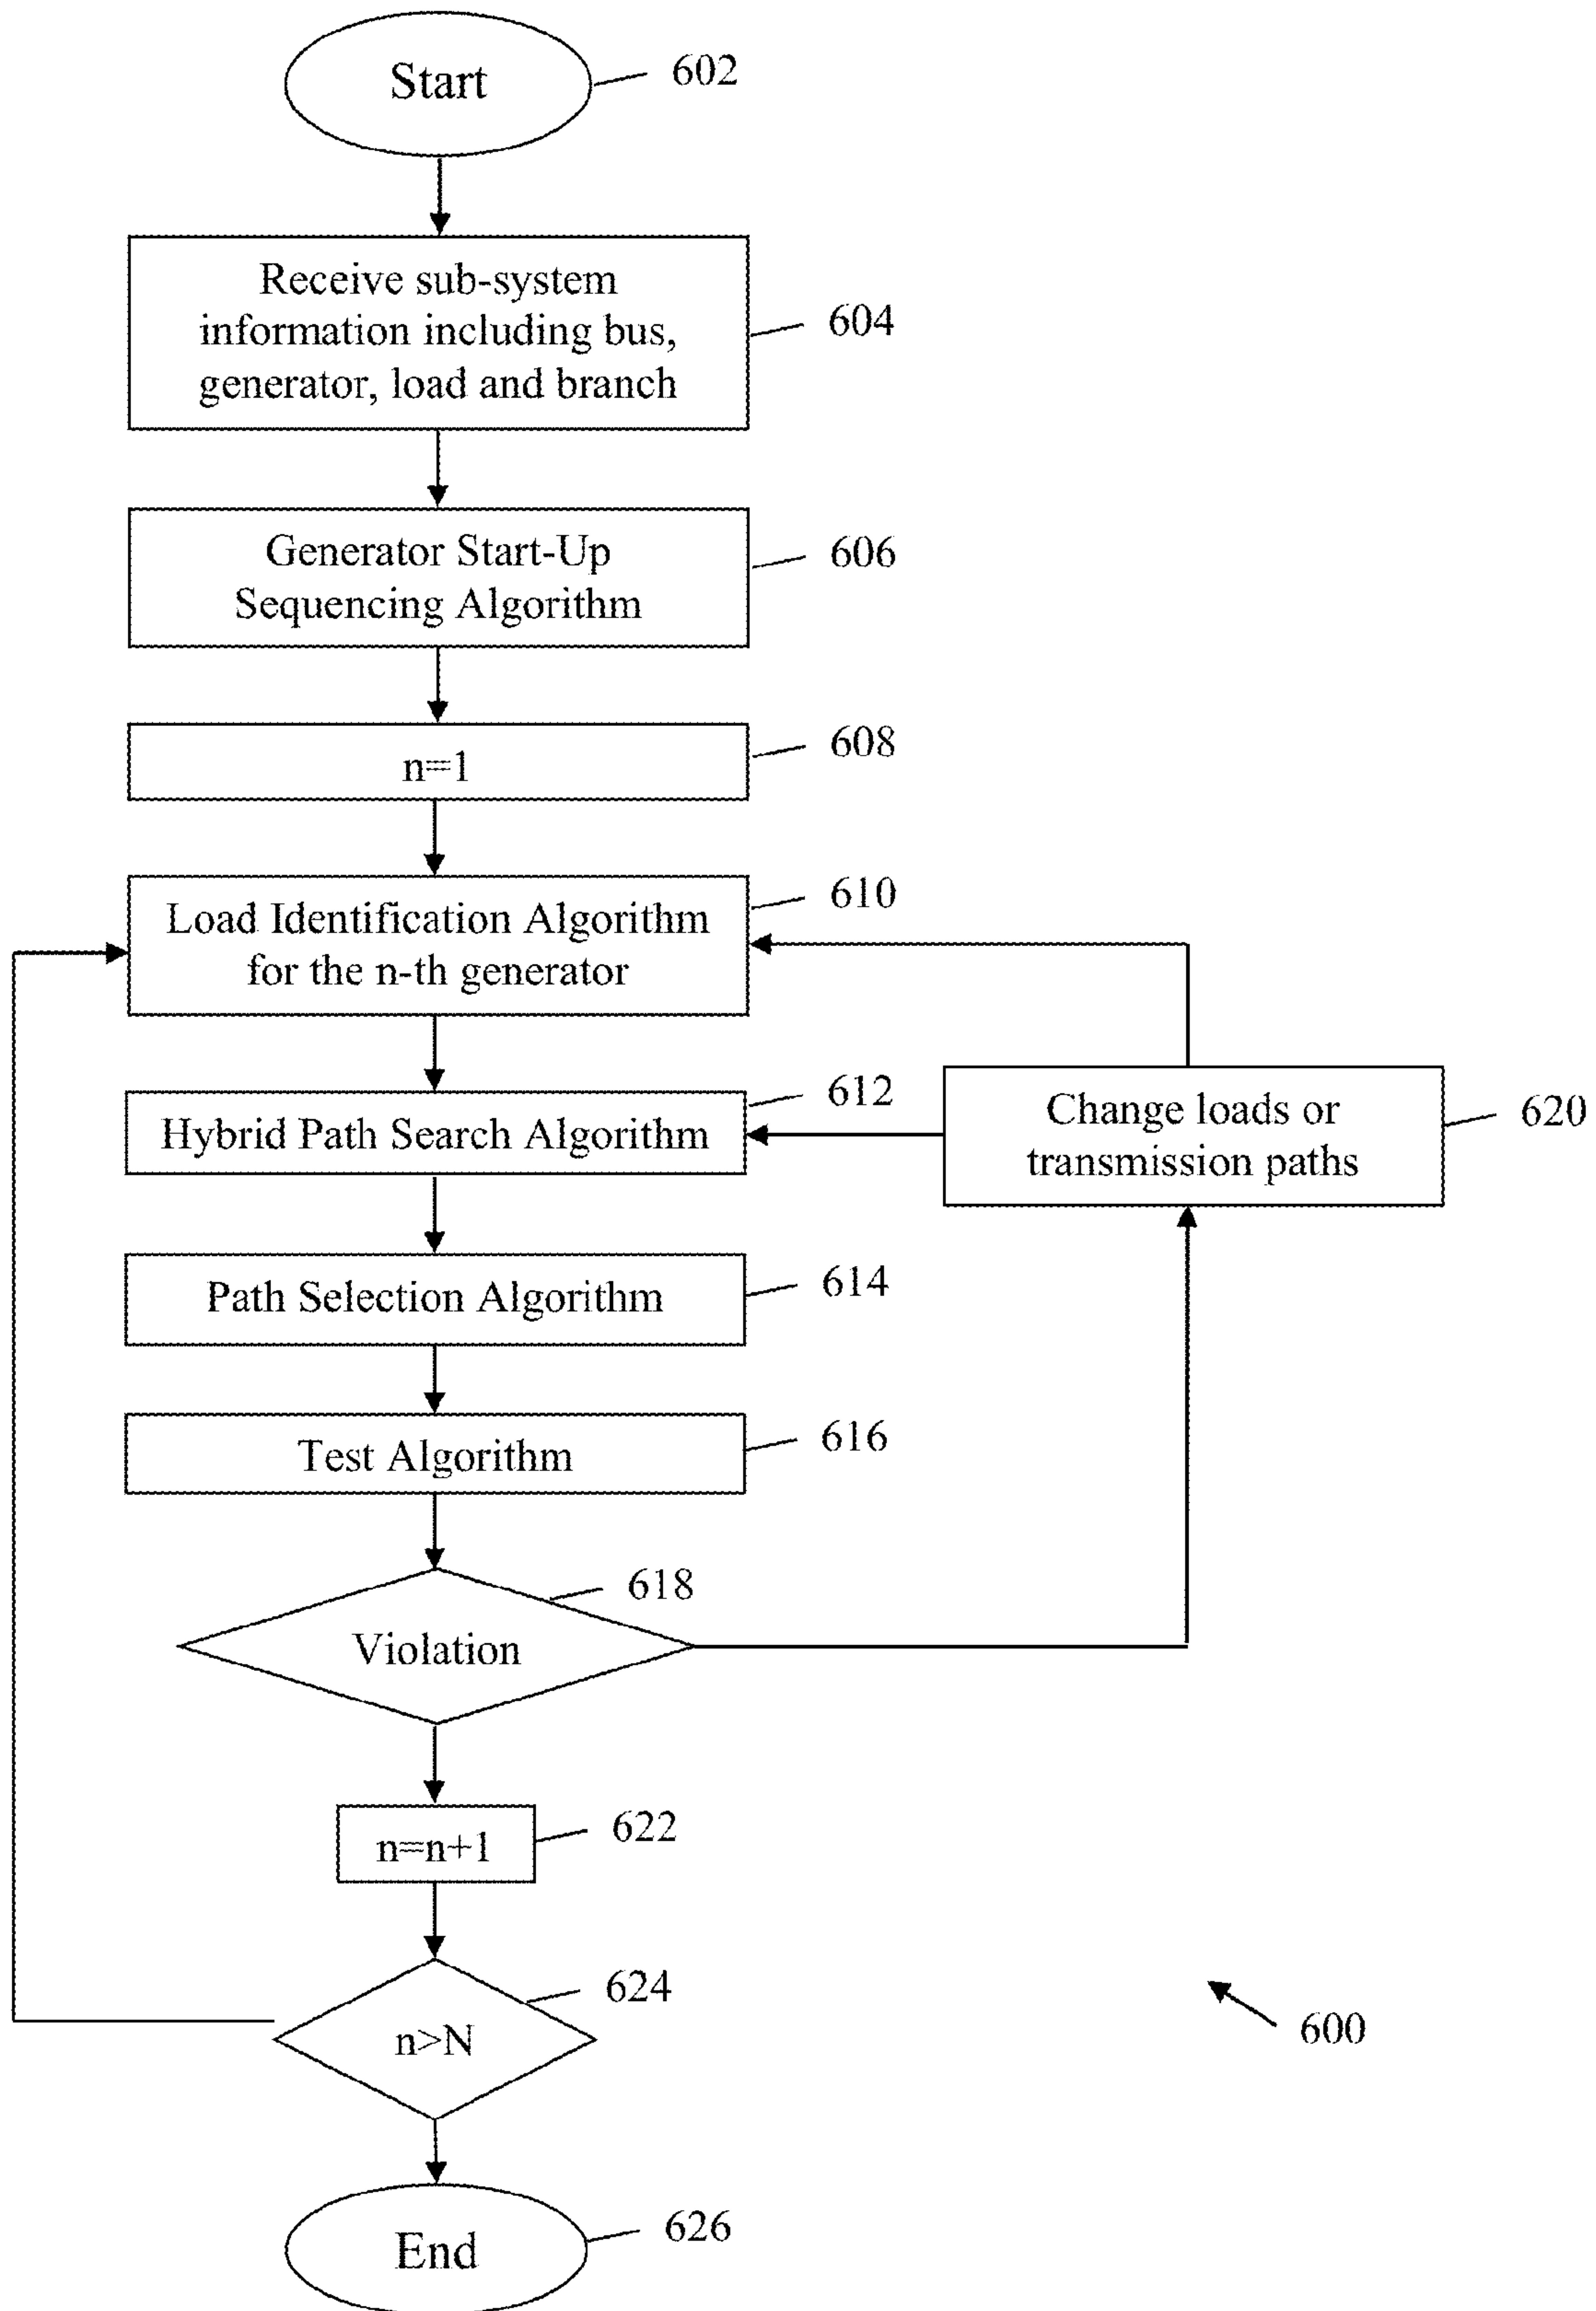 Start
602
Receive sub-system
information including bus,
generator, load and branch
604
Generator Start-Up
Sequencing Algorithm
606
n=1
608
Load Identification Algorithm
for the n-th generator
610
Hybrid Path Search Algorithm
612
Change loads or
transmission paths
620
Path Selection Algorithm
614
Test Algorithm
616
Violation
618
n=n+1
622
n>N
624
600
End
626